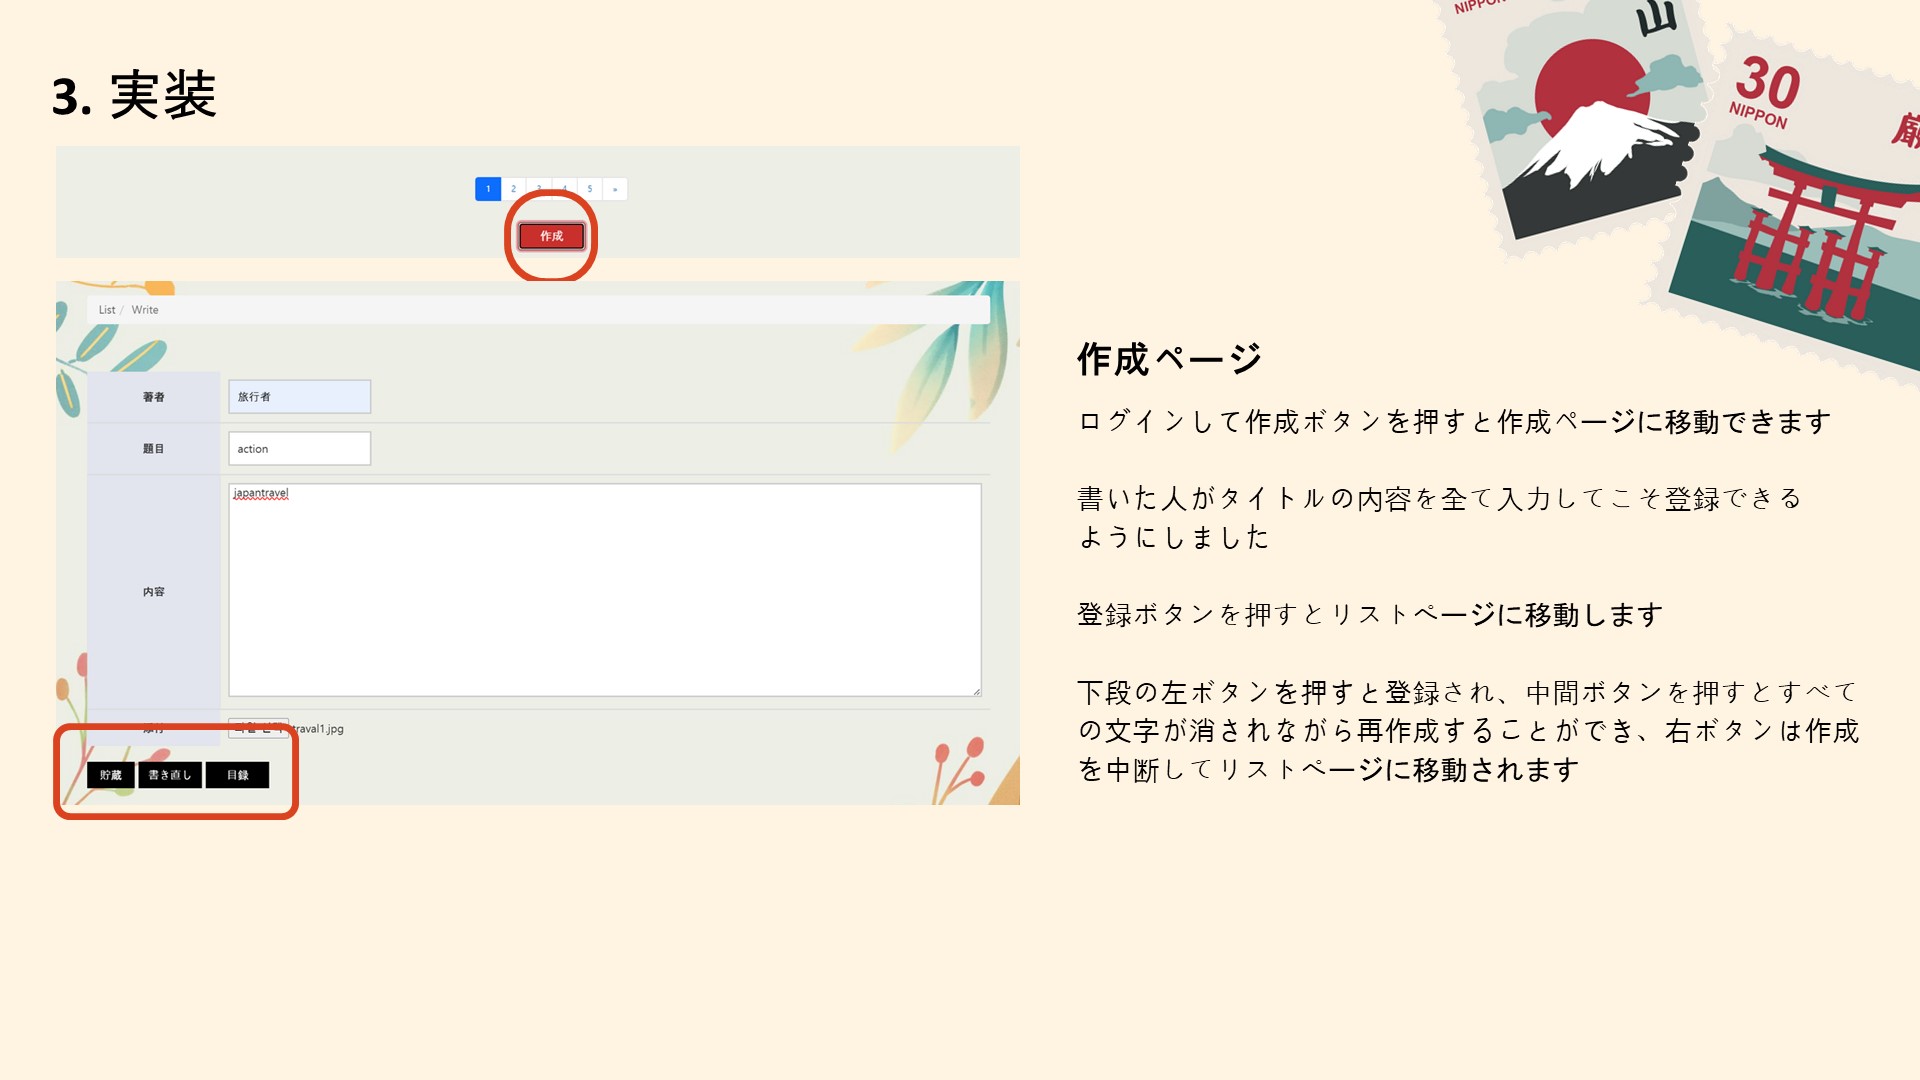 NIPPON
山
30
NIPPON
厳
3. 実装
1 2 3 4 5 »
作成
List / Write
著者 旅行者
題目 action
内容 japantravel
traval1.jpg
貯蔵 書き直し 目録
作成ページ
ログインして作成ボタンを押すと作成ページに移動できます
書いた人がタイトルの内容を全て入力してこそ登録できる
ようにしました
登録ボタンを押すとリストページに移動します
下段の左ボタンを押すと登録され、中間ボタンを押すとすべて
の文字が消されながら再作成することができ、右ボタンは作成
を中断してリストページに移動されます